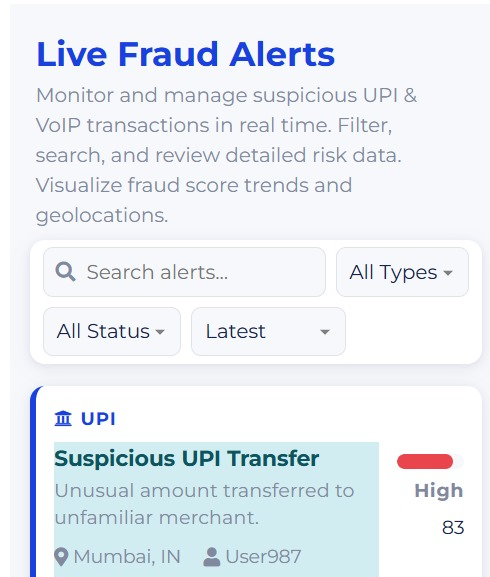 Live Fraud Alerts
Monitor and manage suspicious UPI &
VoIP transactions in real time. Filter,
search, and review detailed risk data.
Visualize fraud score trends and
geolocations.
Search alerts...
All Types
All Status
Latest
UPI
Suspicious UPI Transfer
Unusual amount transferred to
unfamiliar merchant.
High
83
Mumbai, IN User987